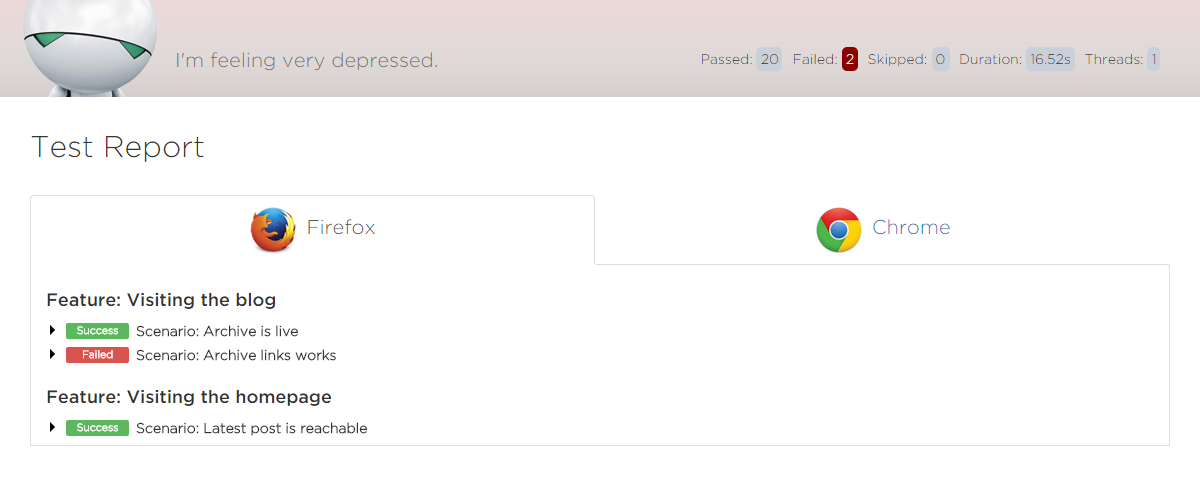 I'm feeling very depressed.
Passed: 20 Failed: 2 Skipped: 0 Duration: 16.52s Threads: 1
Test Report
Firefox
Chrome
Feature: Visiting the blog
Success Scenario: Archive is live
Failed Scenario: Archive links works
Feature: Visiting the homepage
Success Scenario: Latest post is reachable